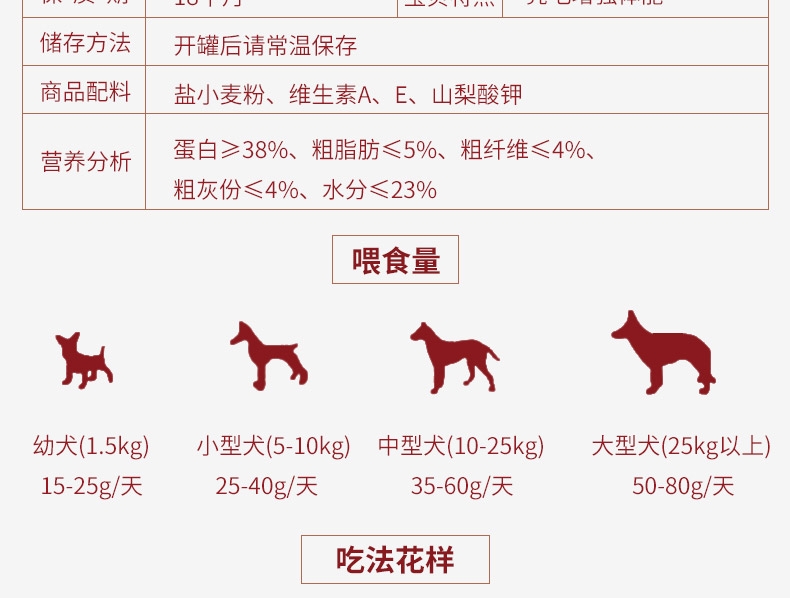 储存方法 开罐后请常温保存
商品配料 盐小麦粉、维生素A、E、山梨酸钾
营养分析 蛋白≥38%、粗脂肪≤5%、粗纤维≤4%、
粗灰份≤4%、水分≤23%
喂食量
幼犬(1.5kg) 小型犬(5-10kg) 中型犬(10-25kg) 大型犬(25kg以上)
15-25g/天 25-40g/天 35-60g/天 50-80g/天
吃法花样